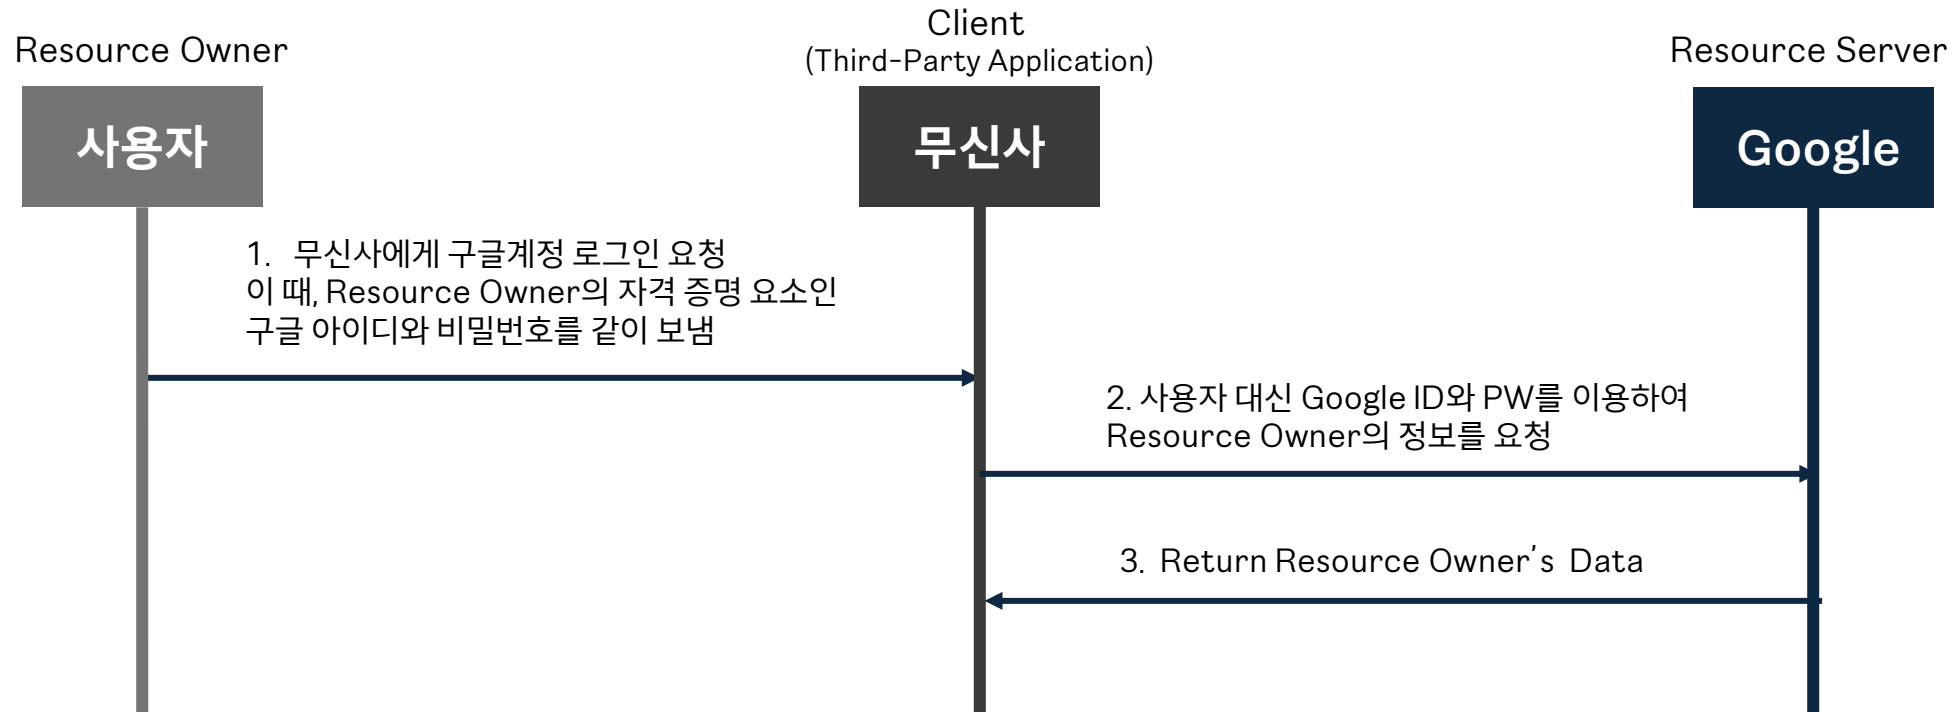 Resource Owner
Client
(Third-Party Application)
Resource Server
사용자
무신사
Google
1. 무신사에게 구글계정 로그인 요청
이 때, Resource Owner의 자격 증명 요소인
구글 아이디와 비밀번호를 같이 보냄
2. 사용자 대신 Google ID와 PW를 이용하여
Resource Owner의 정보를 요청
3. Return Resource Owner's Data